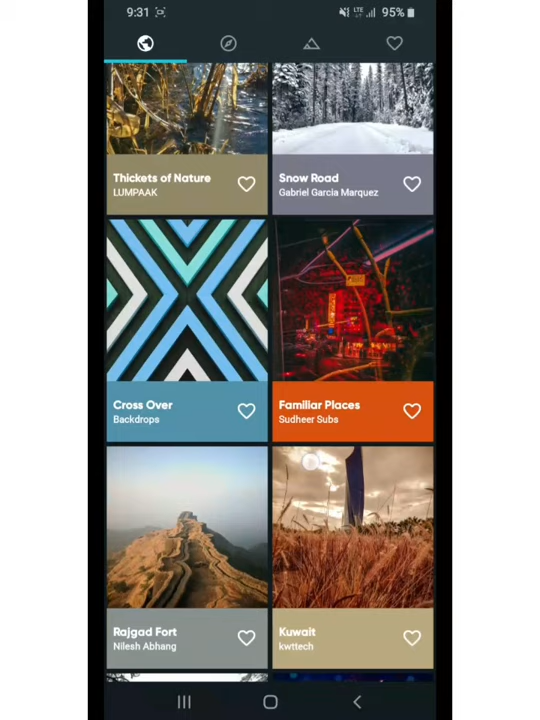 9:31
LTE 95%
Thickets of Nature
LUMPAAK
Snow Road
Gabriel Garcia Marquez
Cross Over
Backdrops
Familiar Places
Sudheer Subs
Rajgad Fort
Nilesh Abhang
Kuwait
kwttech